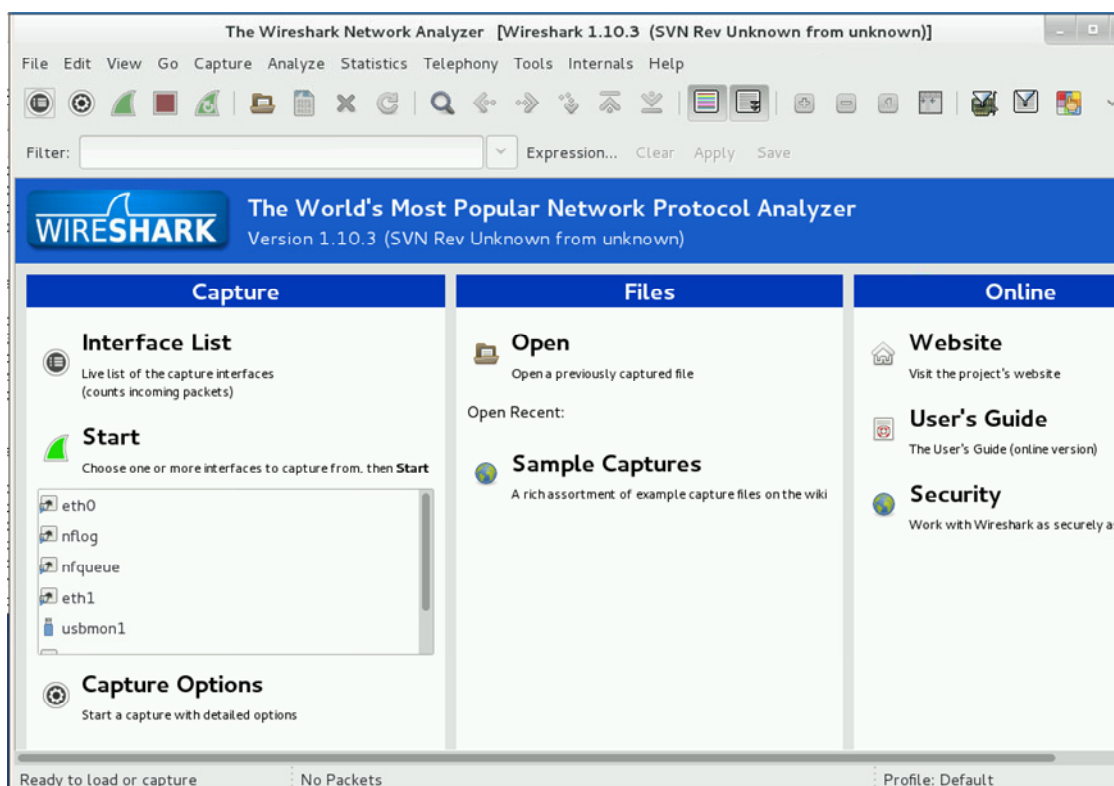 The Wireshark Network Analyzer [Wireshark 1.10.3 (SVN Rev Unknown from unknown)]
File Edit View Go Capture Analyze Statistics Telephony Tools Internals Help
Filter:
Expression... Clear Apply Save
WIRESHARK
The World's Most Popular Network Protocol Analyzer
Version 1.10.3 (SVN Rev Unknown from unknown)
Capture
Interface List
Live list of the capture interfaces
(counts incoming packets)
Start
Choose one or more interfaces to capture from, then Start
eth0
nflog
nfqueue
eth1
usbmon1
Capture Options
Start a capture with detailed options
Files
Open
Open a previously captured file
Open Recent:
Sample Captures
A rich assortment of example capture files on the wiki
Online
Website
Visit the project's website
User's Guide
The User's Guide (online version)
Security
Work with Wireshark as securely as
Ready to load or capture
No Packets
Profile: Default